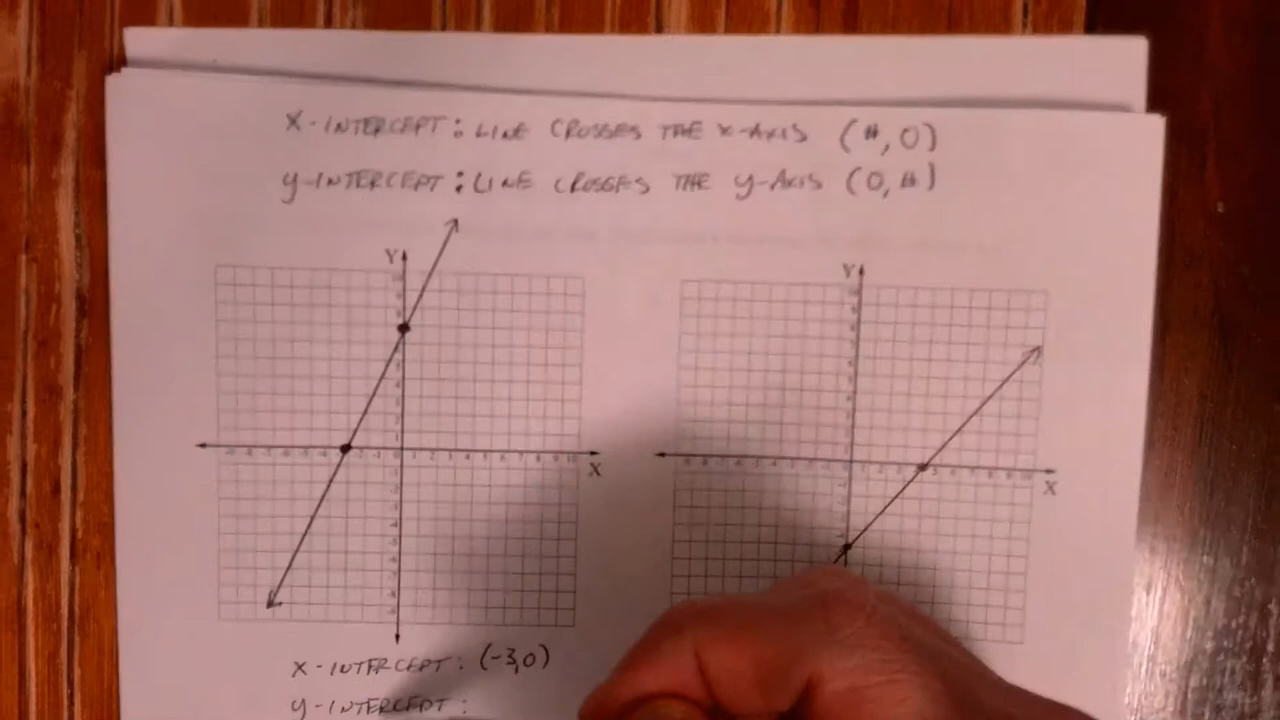 X-INTERCEPT: LINE CROSSES THE X-AXIS (#, 0)
Y-INTERCEPT: LINE CROSSES THE Y-AXIS (0, #)
Y
X
Y
X
X-INTERCEPT: (-3,0)
Y-INTERCEPT: